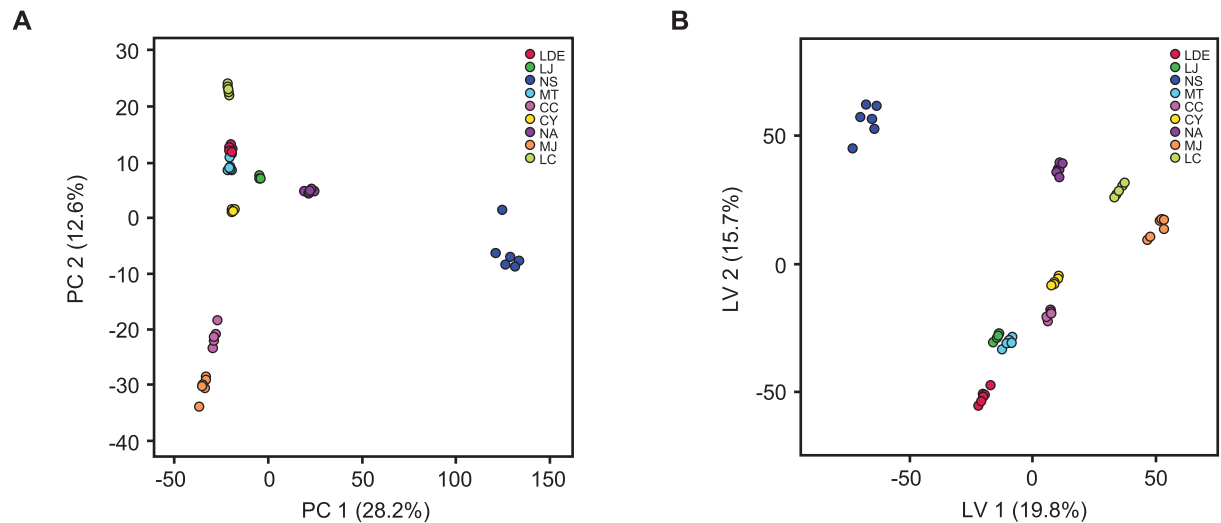 A
30
20
10
0
-10
-20
-30
-40
PC 2 (12.6%)
-50
0
50
100
150
PC 1 (28.2%)
LDE
LJ
NS
MT
CC
CY
NA
MJ
LC
B
50
0
-50
LV 2 (15.7%)
-50
0
50
LV 1 (19.8%)
LDE
LJ
NS
MT
CC
CY
NA
MJ
LC